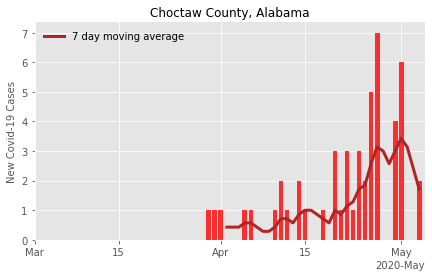 Choctaw County, Alabama
7 day moving average
New Covid-19 Cases
7
6
5
4
3
2
1
0
Mar
15
Apr
15
May
2020-May